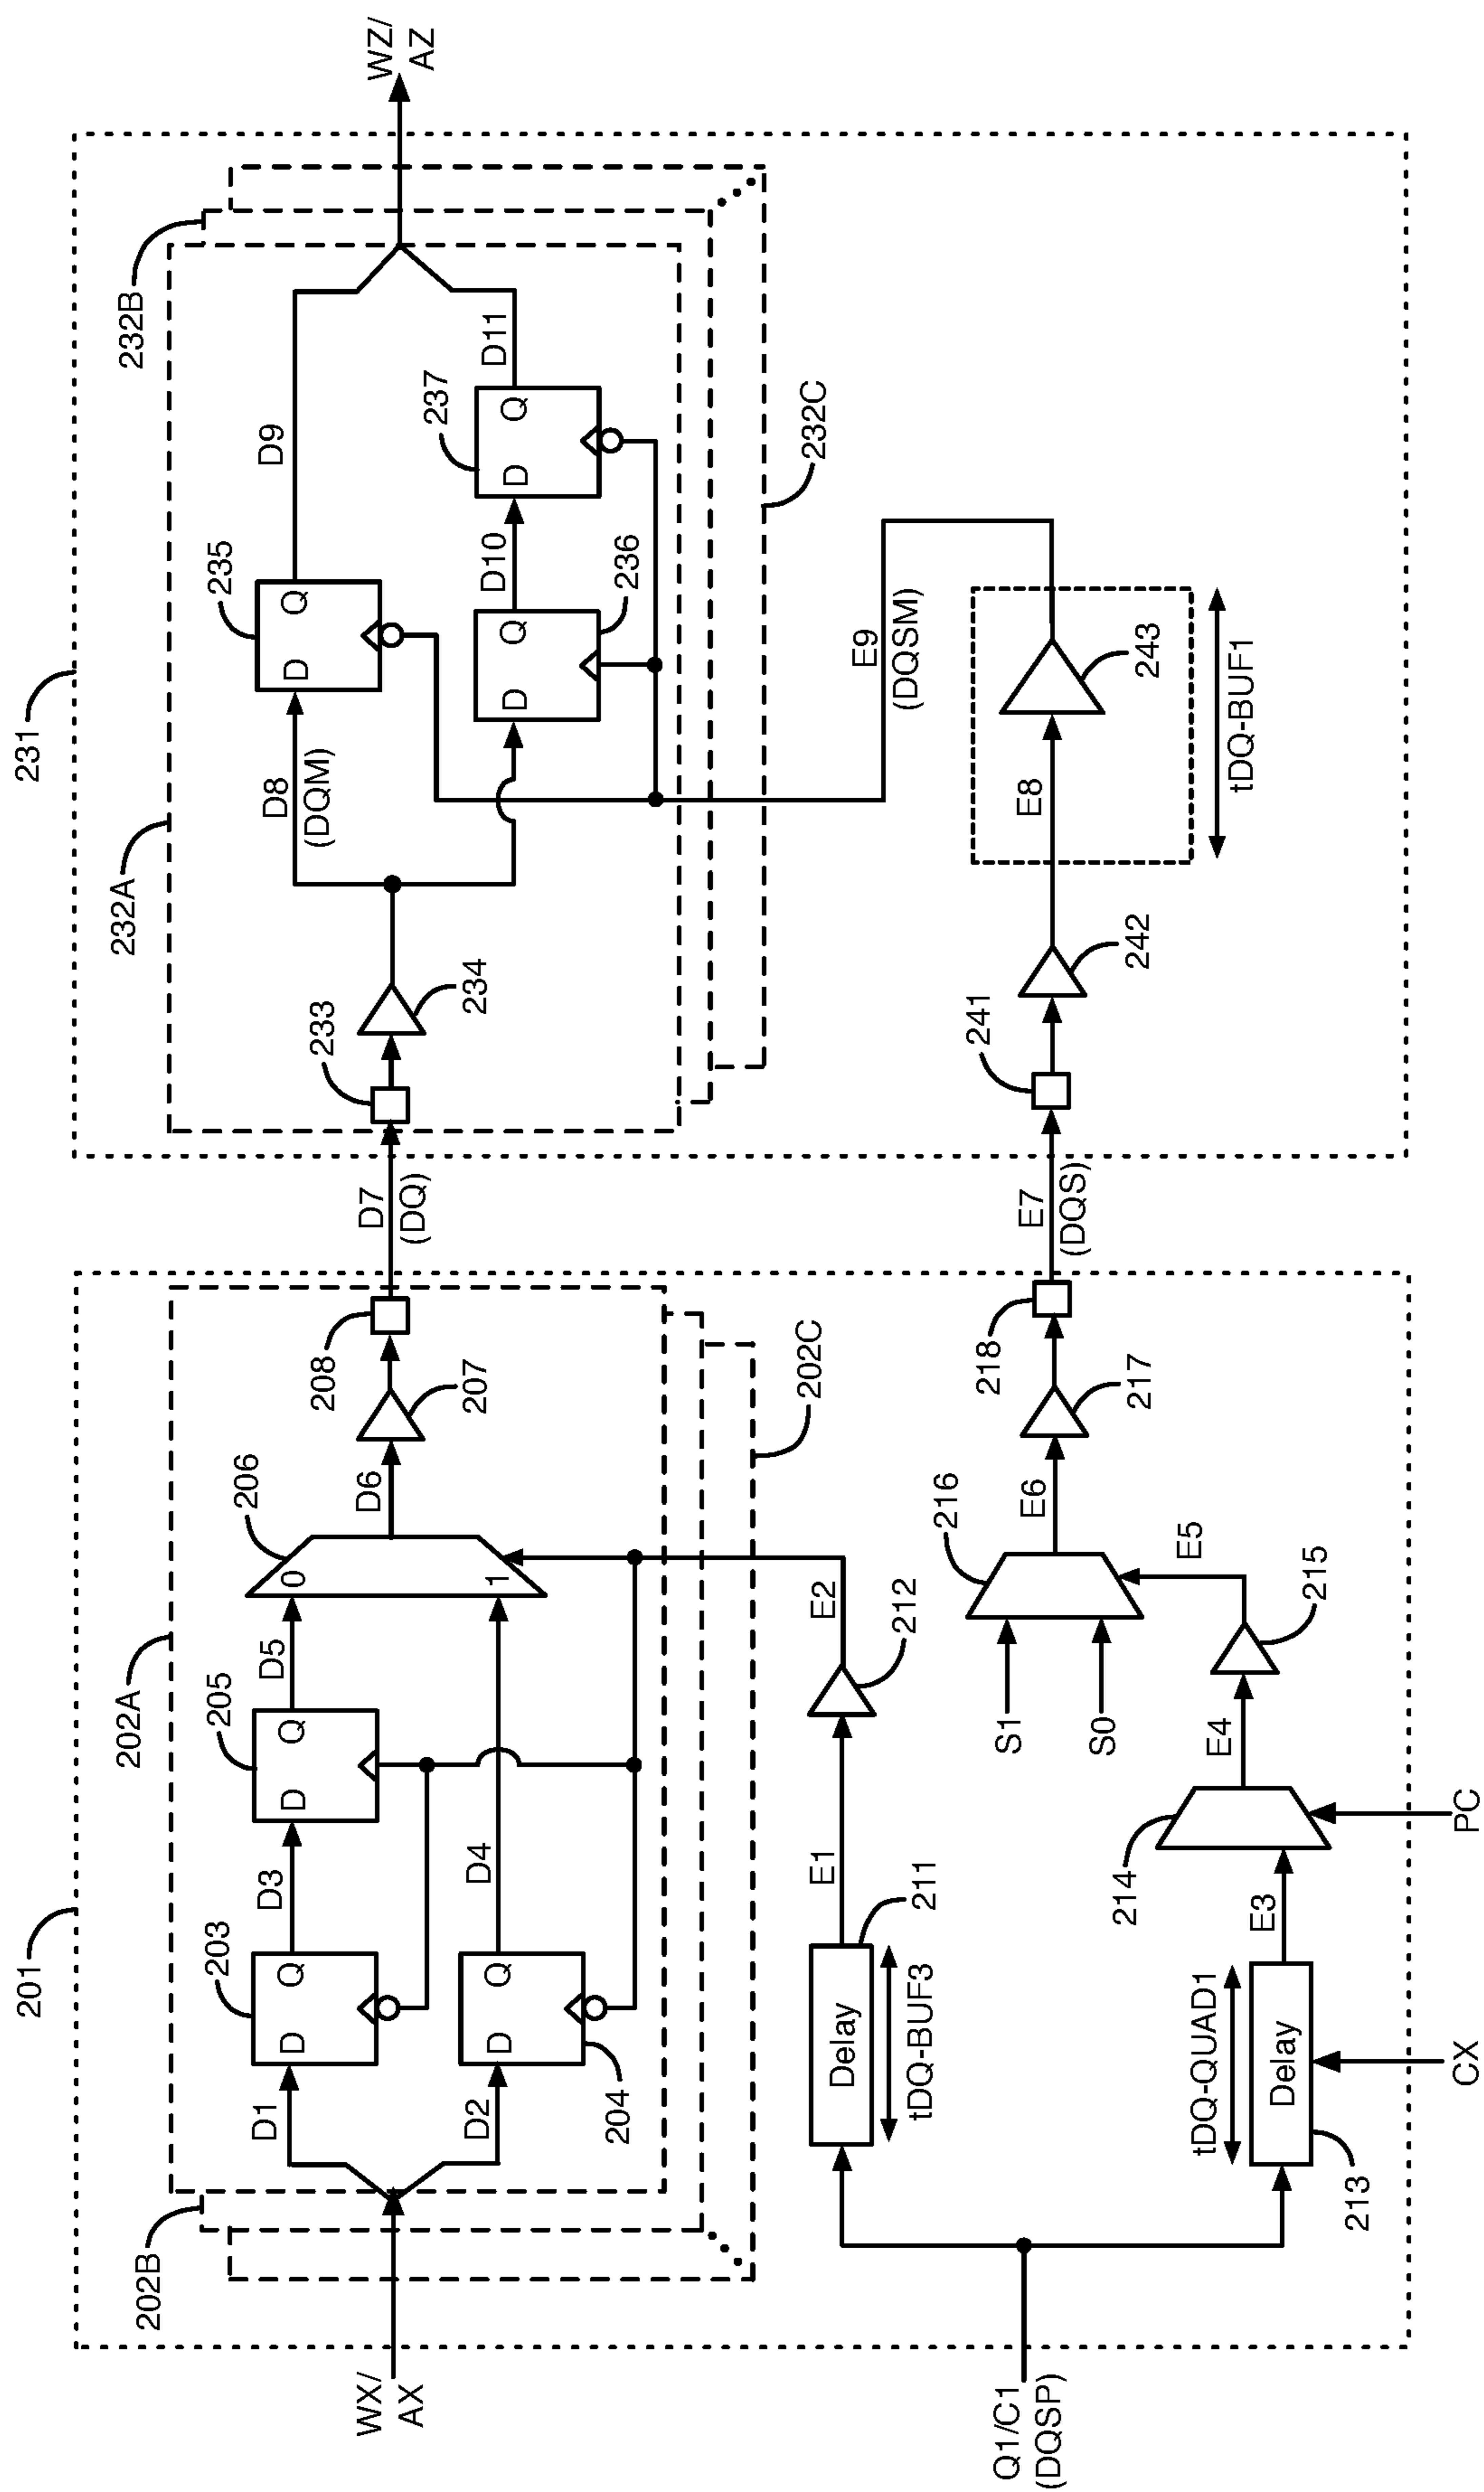 201
202A
202B
WX/
AX
D1
D2
203
D
Q
204
D
Q
D3
D4
205
D
Q
D5
206
0
1
D6
207
208
202C
Q1/C1
(DQSP)
Delay
tDQ-BUF3
211
E1
212
E2
tDQ-QUAD1
Delay
213
CX
E3
214
PC
E4
215
E5
S1
S0
216
E6
217
218
D7
(DQ)
E7
(DQS)
231
232A
232B
232C
233
234
D8
(DQM)
235
D
Q
D9
236
D
Q
D10
237
D
Q
D11
WZ/
AZ
241
242
E8
243
tDQ-BUF1
E9
(DQSM)